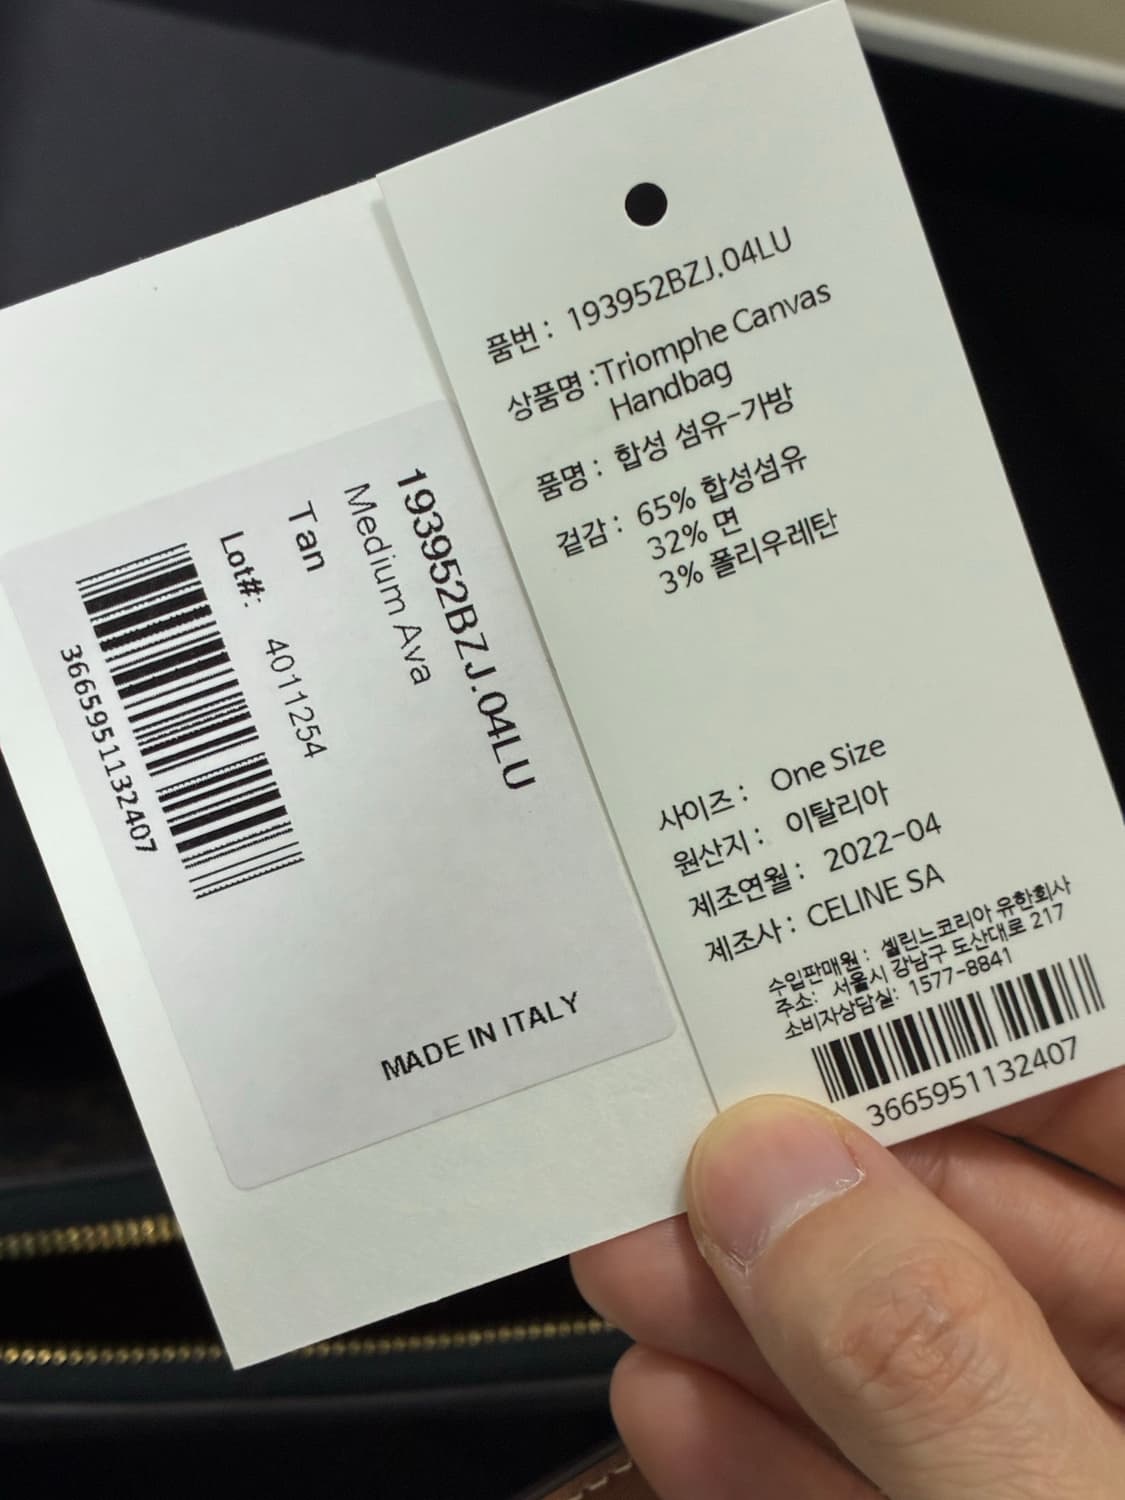 193952BZJ.04LU
Medium Ava
Tan
Lot#: 4011254
3665951132407
MADE IN ITALY
품번 : 193952BZJ.04LU
상품명 :Triomphe Canvas
Handbag
품명 : 합성 섬유-가방
겉감 : 65% 합성섬유
32% 면
3% 폴리우레탄
사이즈 : One Size
원산지 : 이탈리아
제조연월 : 2022-04
제조사 : CELINE SA
수입판매원 : 셀린느코리아 유한회사
주소: 서울시 강남구 도산대로 217
소비자상담실: 1577-8841
3665951132407